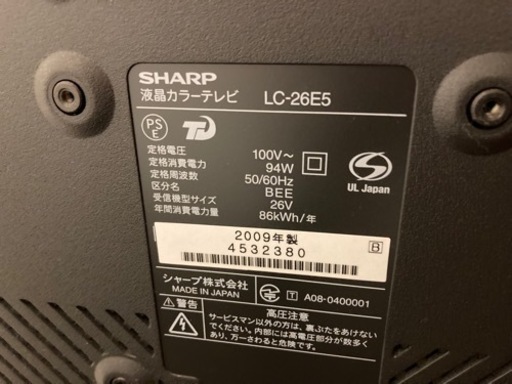 SHARP
液晶カラーテレビ LC-26E5
PS
E
定格電圧 100V～
定格消費電力 94W
定格周波数 50/60Hz
区分名 BEE
受信機型サイズ 26V
年間消費電力量 86kWh/年
UL Japan
2009年製
4532380
B
シャープ株式会社
MADE IN JAPAN
T A08-0400001
警告
高圧注意
サービスマン以外の方は、裏ぶたをあけない
でください。内部には高電圧部分が数多く
あり、万一さわると危険です。